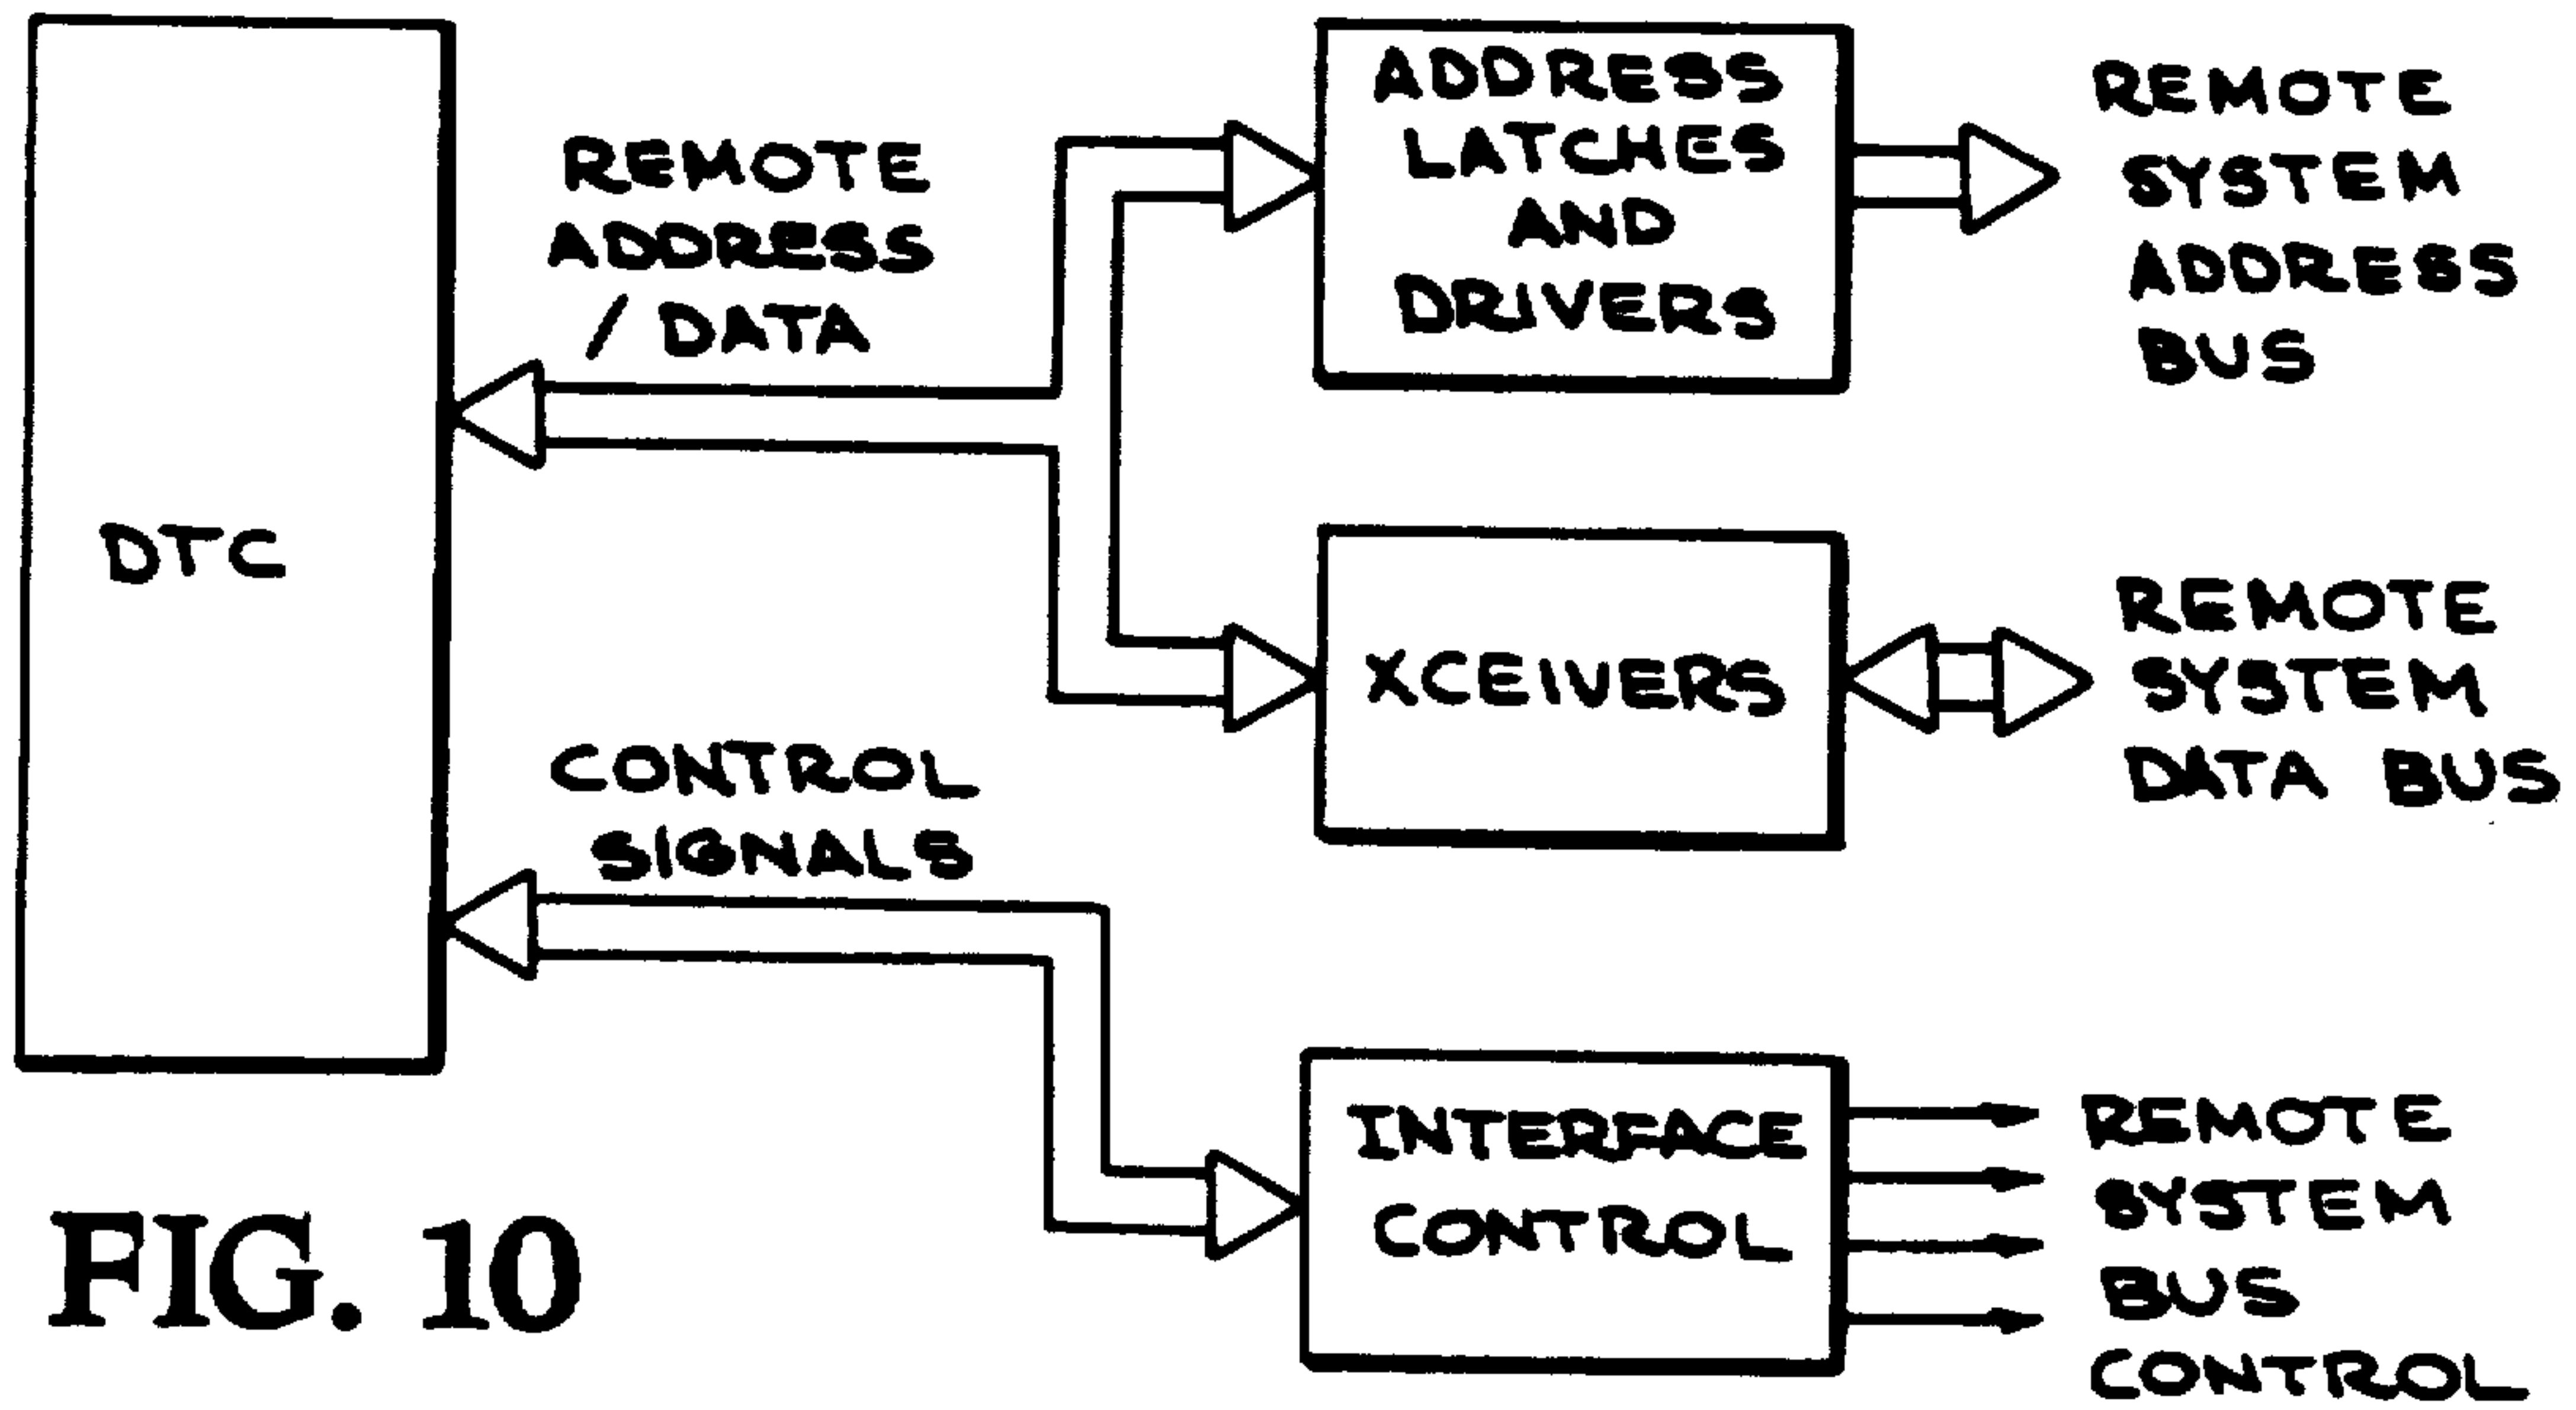 DTC
REMOTE
ADDRESS
/ DATA
CONTROL
SIGNALS
ADDRESS
LATCHES
AND
DRIVERS
REMOTE
SYSTEM
ADDRESS
BUS
XCEIVERS
REMOTE
SYSTEM
DATA BUS
INTERFACE
CONTROL
REMOTE
SYSTEM
BUS
CONTROL
FIG. 10